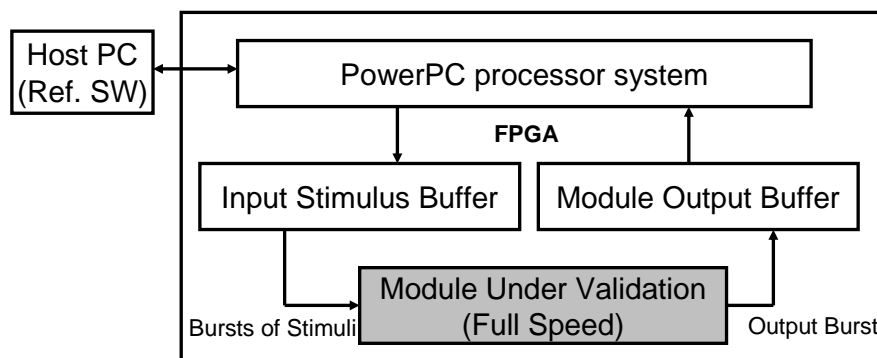 Host PC
(Ref. SW)
PowerPC processor system
FPGA
Input Stimulus Buffer
Module Output Buffer
Module Under Validation
(Full Speed)
Bursts of Stimuli
Output Burst